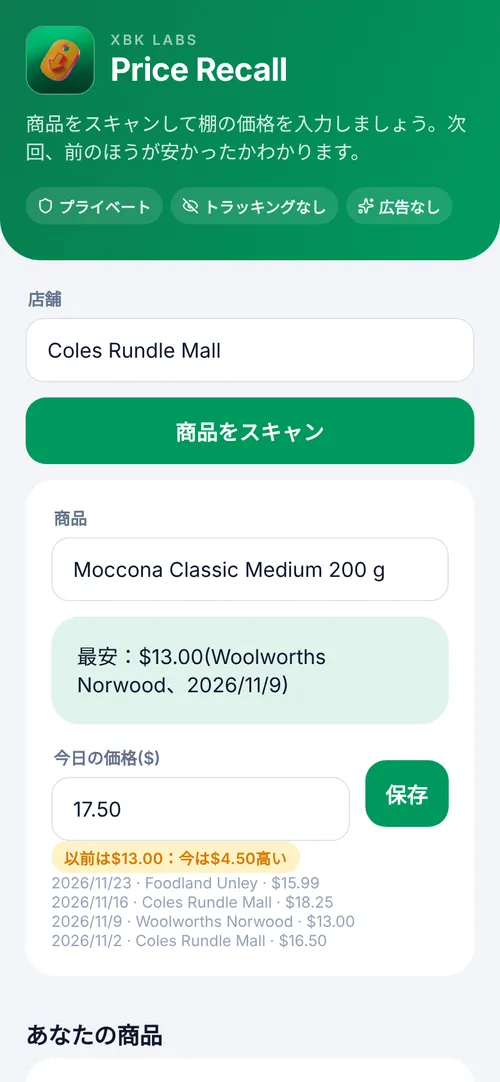 XBK LABS
Price Recall
商品をスキャンして棚の価格を入力しましょう。次
回、前のほうが安かったかわかります。
プライベート
トラッキングなし
広告なし
店舗
Coles Rundle Mall
商品をスキャン
商品
Moccona Classic Medium 200 g
最安：$13.00(Woolworths
Norwood、2026/11/9)
今日の価格($)
17.50
保存
以前は$13.00：今は$4.50高い
2026/11/23 · Foodland Unley · $15.99
2026/11/16 · Coles Rundle Mall · $18.25
2026/11/9 · Woolworths Norwood · $13.00
2026/11/2 · Coles Rundle Mall · $16.50
あなたの商品